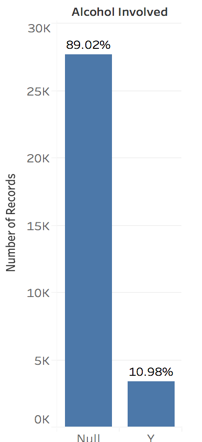 Alcohol Involved
30K
89.02%
25K
20K
15K
10K
10.98%
5K
0K
Null Y
Number of Records